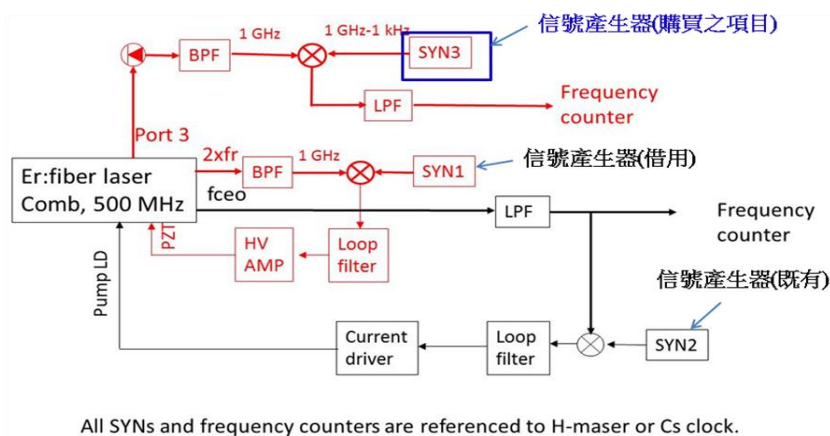 信號產生器(購買之項目)
1 GHz
1 GHz-1 kHz
BPF
SYN3
LPF
Frequency
counter
Port 3
2xfr
1 GHz
信號產生器(借用)
Er:fiber laser
Comb, 500 MHz
BPF
SYN1
fceo
LPF
Frequency
counter
PZT
HV
AMP
Loop
filter
信號產生器(既有)
Pump LD
Current
driver
Loop
filter
SYN2
All SYNs and frequency counters are referenced to H-maser or Cs clock.